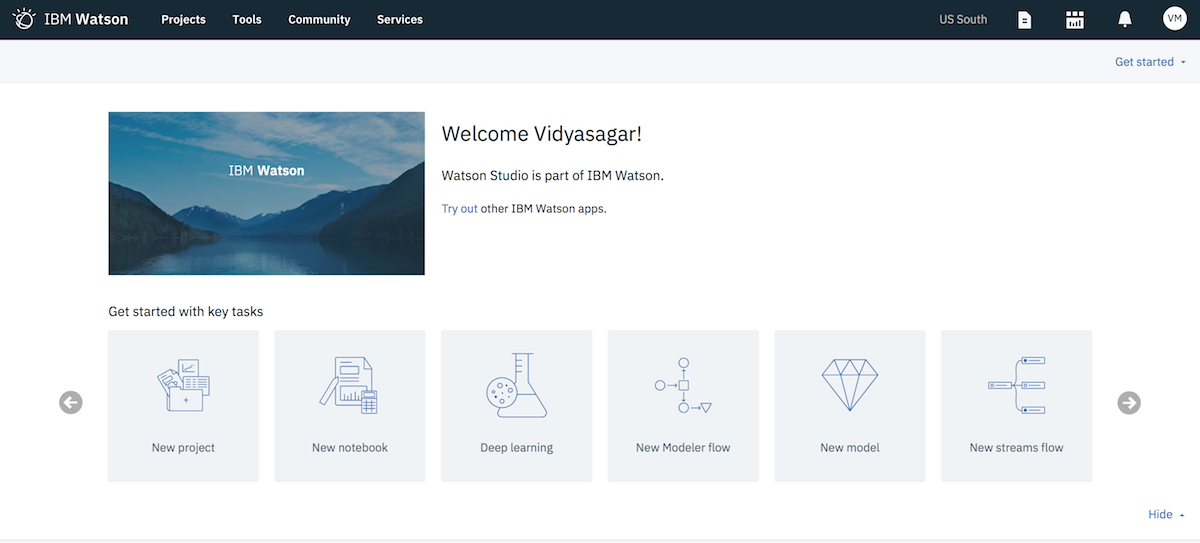 IBM Watson Projects Tools Community Services US South VM
Get started
IBM Watson
Welcome Vidyasagar!
Watson Studio is part of IBM Watson.
Try out other IBM Watson apps.
Get started with key tasks
New project New notebook Deep learning New Modeler flow New model New streams flow
Hide